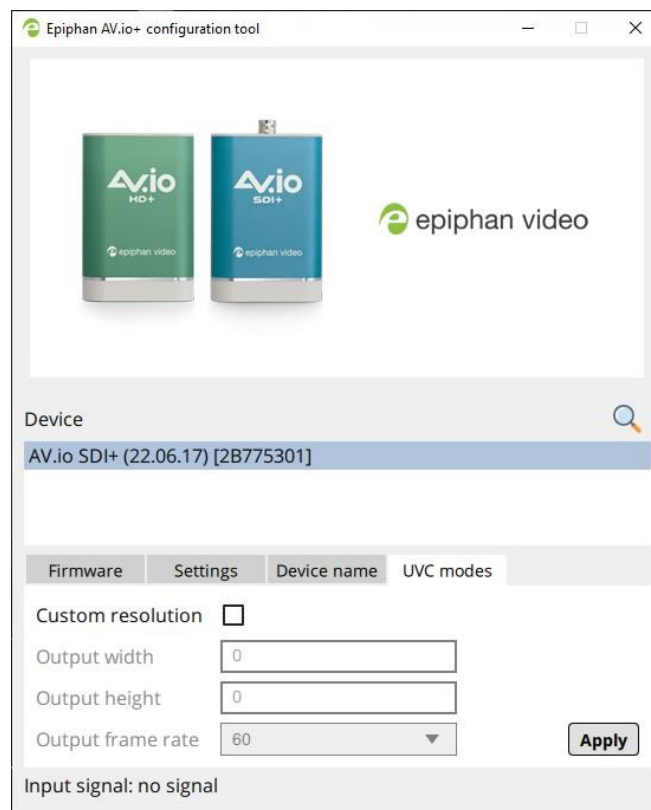 Epiphan AV.io+ configuration tool
AV.io AV.io
HD+ SDI+
epiphan video epiphan video
epiphan video
Device
AV.io SDI+ (22.06.17) [2B775301]
Firmware Settings Device name UVC modes
Custom resolution
Output width 0
Output height 0
Output frame rate 60
Apply
Input signal: no signal